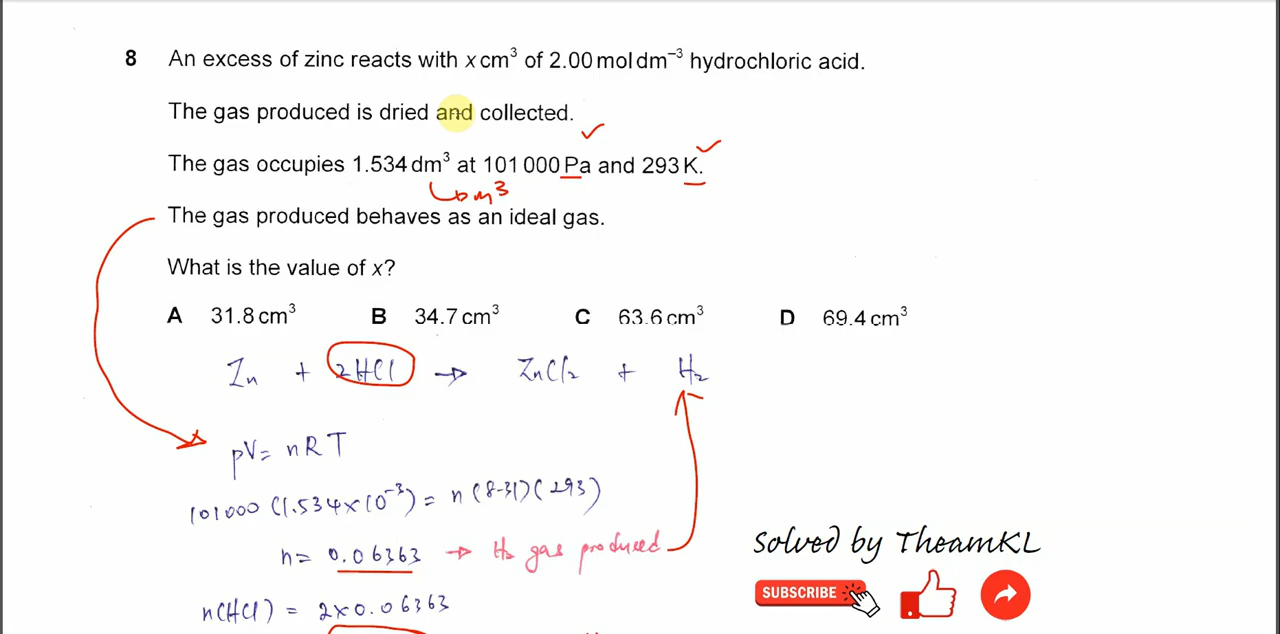 8 An excess of zinc reacts with x cm³ of 2.00 mol dm⁻³ hydrochloric acid.
The gas produced is dried and collected.
The gas occupies 1.534 dm³ at 101 000 Pa and 293 K.
m³
The gas produced behaves as an ideal gas.
What is the value of x?
A 31.8 cm³ B 34.7 cm³ C 63.6 cm³ D 69.4 cm³
Zn + 2HCl → ZnCl₂ + H₂
pV = nRT
101000 (1.534×10⁻³) = n (8.31)(293)
n = 0.06363 → H₂ gas produced
Solved by TheamKL
SUBSCRIBE
n(HCl) = 2×0.06363